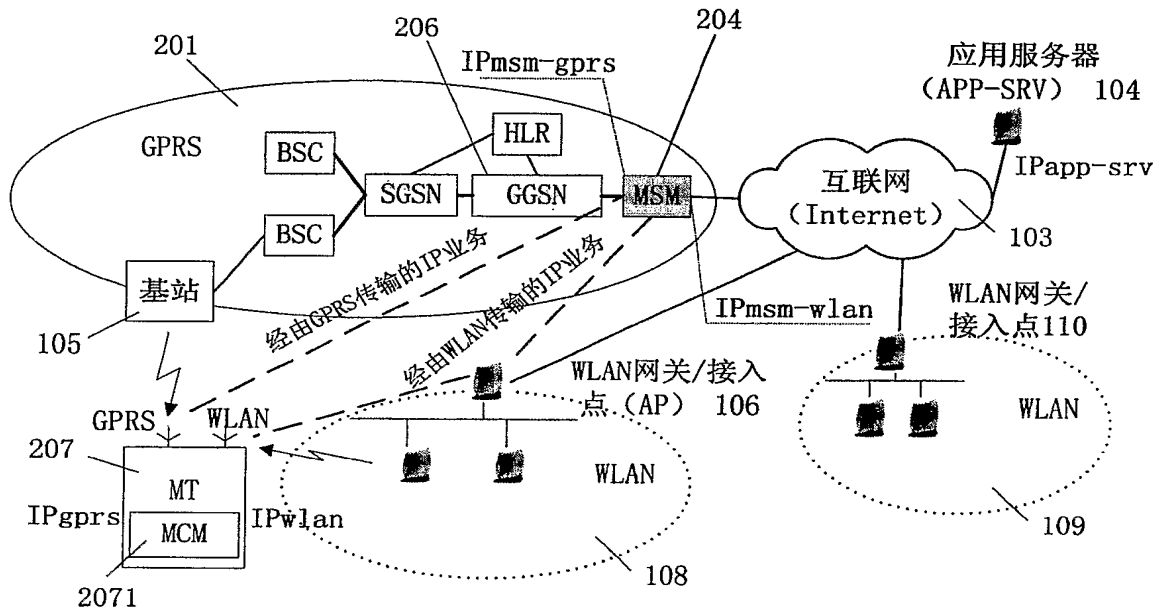 201
206
204
IPmsm-gprs
应用服务器
（APP-SRV） 104
GPRS
BSC
HLR
SGSN
GGSN
MSM
IPapp-srv
互联网
（Internet）
103
BSC
基站
105
经由GPRS传输的IP业务
经由WLAN传输的IP业务
IPmsm-wlan
WLAN网关/
接入点110
WLAN网关/接入
点（AP） 106
GPRS
WLAN
207
MT
IPgprs
IPwlan
MCM
2071
WLAN
108
WLAN
109